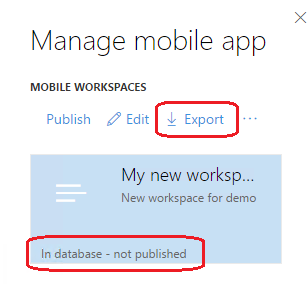 Manage mobile app
MOBILE WORKSPACES
Publish Edit Export ...
My new worksp...
New workspace for demo
In database - not published